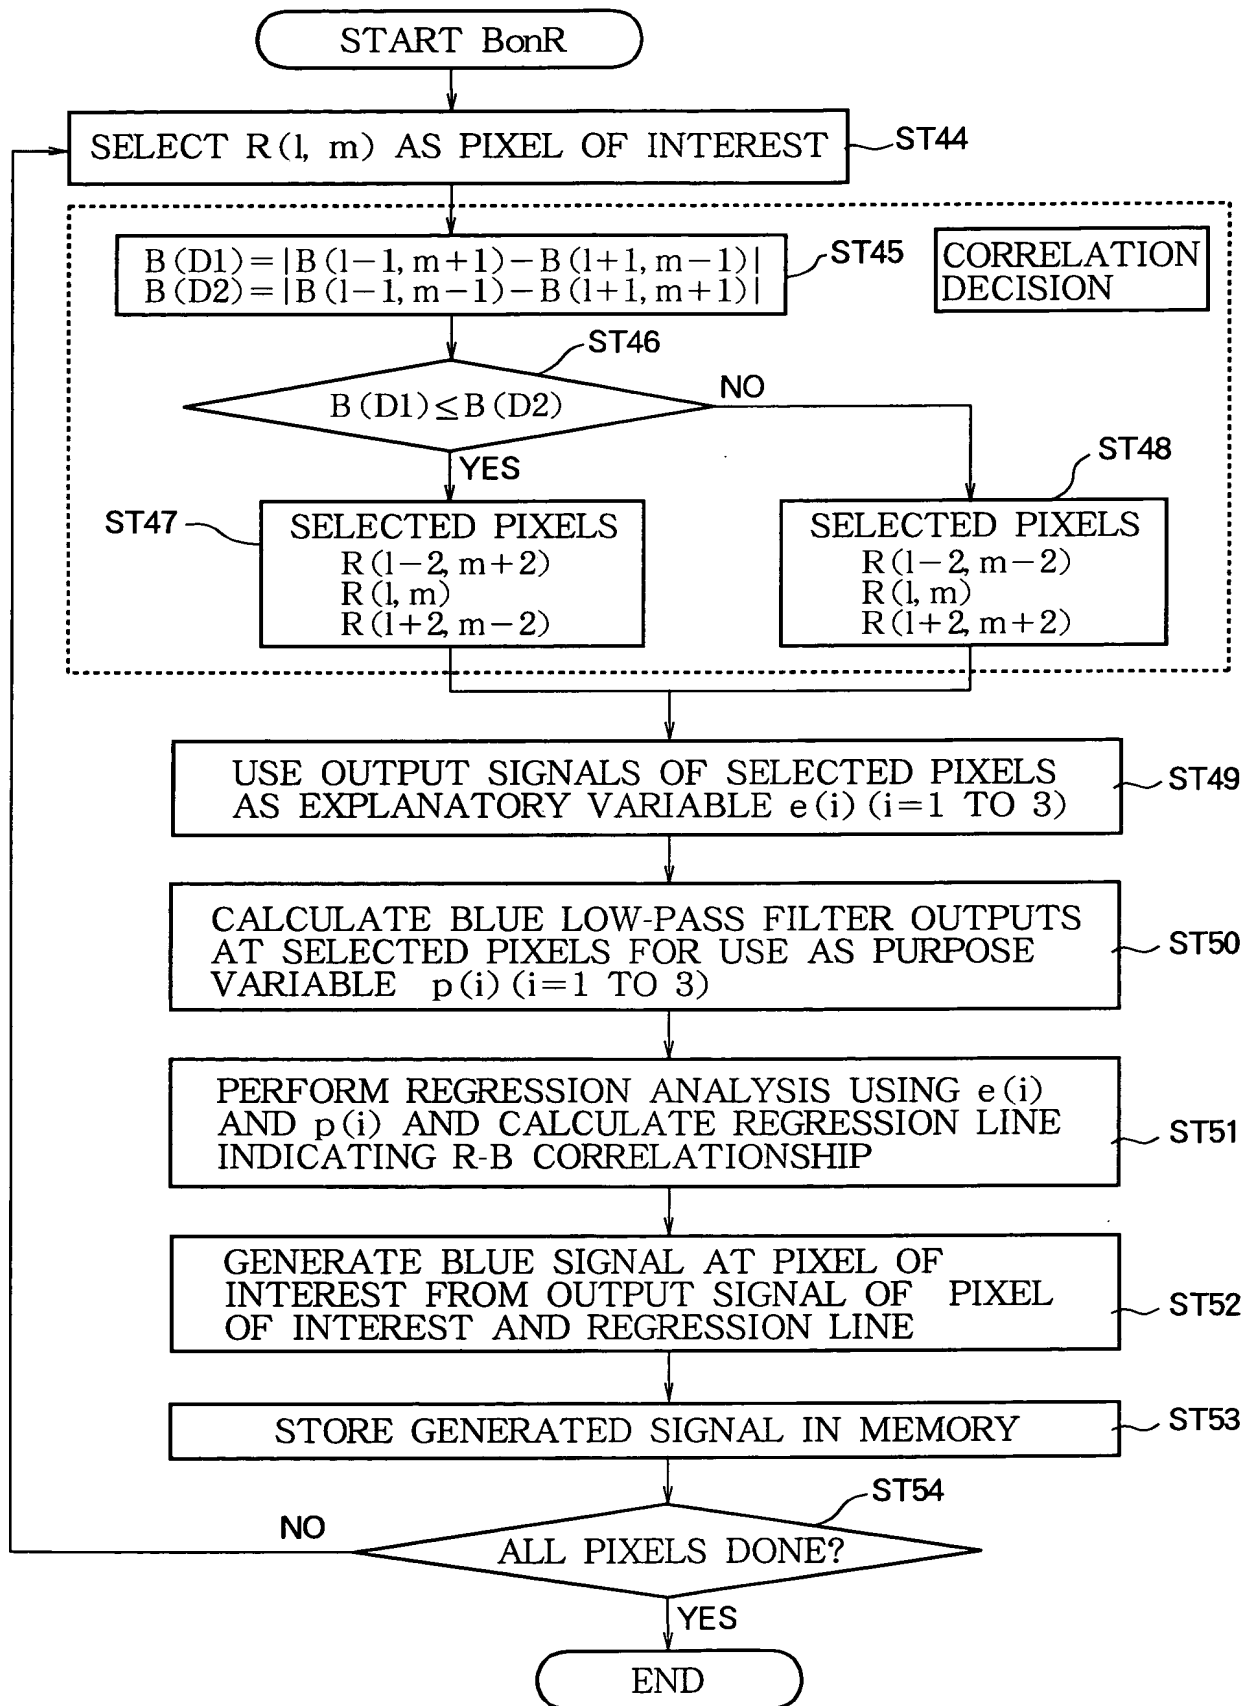 START BonR
SELECT R(l, m) AS PIXEL OF INTEREST
ST44
B(D1)=|B(l-1, m+1)-B(l+1, m-1)|
B(D2)=|B(l-1, m-1)-B(l+1, m+1)|
ST45
CORRELATION
DECISION
ST46
B(D1)≤B(D2)
NO
YES
ST47
SELECTED PIXELS
R(l-2, m+2)
R(l, m)
R(l+2, m-2)
ST48
SELECTED PIXELS
R(l-2, m-2)
R(l, m)
R(l+2, m+2)
USE OUTPUT SIGNALS OF SELECTED PIXELS
AS EXPLANATORY VARIABLE e(i) (i=1 TO 3)
ST49
CALCULATE BLUE LOW-PASS FILTER OUTPUTS
AT SELECTED PIXELS FOR USE AS PURPOSE
VARIABLE p(i) (i=1 TO 3)
ST50
PERFORM REGRESSION ANALYSIS USING e(i)
AND p(i) AND CALCULATE REGRESSION LINE
INDICATING R-B CORRELATIONSHIP
ST51
GENERATE BLUE SIGNAL AT PIXEL OF
INTEREST FROM OUTPUT SIGNAL OF PIXEL
OF INTEREST AND REGRESSION LINE
ST52
STORE GENERATED SIGNAL IN MEMORY
ST53
ST54
NO
ALL PIXELS DONE?
YES
END